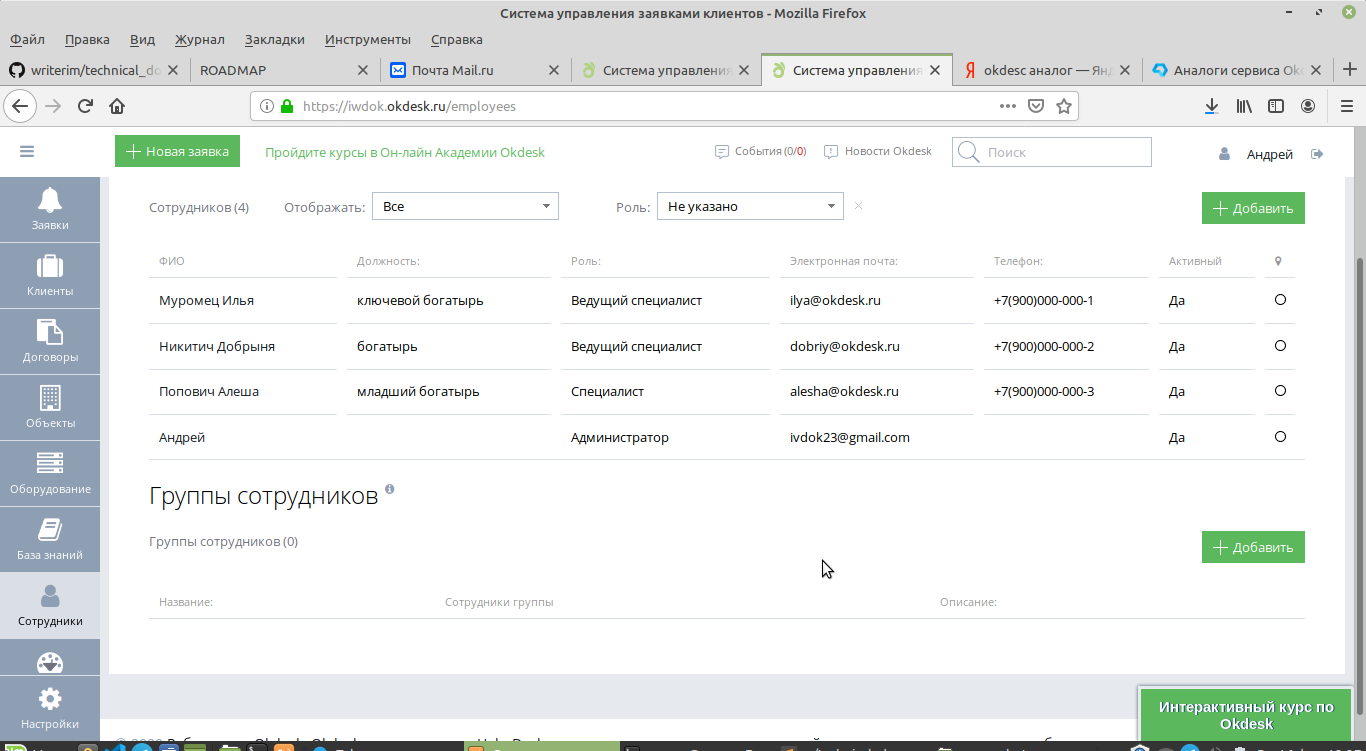 Система управления заявками клиентов - Mozilla Firefox
Файл Правка Вид Журнал Закладки Инструменты Справка
writerim/technical_do ROADMAP Почта Mail.ru Система управления Система управления okdesc аналог — Янд Аналоги сервиса Okd
https://iwdok.okdesk.ru/employees
Новая заявка Пройдите курсы в Он-лайн Академии Okdesk События (0/0) Новости Okdesk Поиск Андрей
Заявки
Клиенты
Договоры
Объекты
Оборудование
База знаний
Сотрудники
Настройки
Сотрудников (4) Отображать: Все Роль: Не указано Добавить
ФИО Должность: Роль: Электронная почта: Телефон: Активный
Муромец Илья ключевой богатырь Ведущий специалист ilya@okdesk.ru +7(900)000-000-1 Да
Никитич Добрыня богатырь Ведущий специалист dobriy@okdesk.ru +7(900)000-000-2 Да
Попович Алеша младший богатырь Специалист alesha@okdesk.ru +7(900)000-000-3 Да
Андрей Администратор ivdok23@gmail.com Да
Группы сотрудников
Группы сотрудников (0) Добавить
Название: Сотрудники группы Описание:
Интерактивный курс по
Okdesk